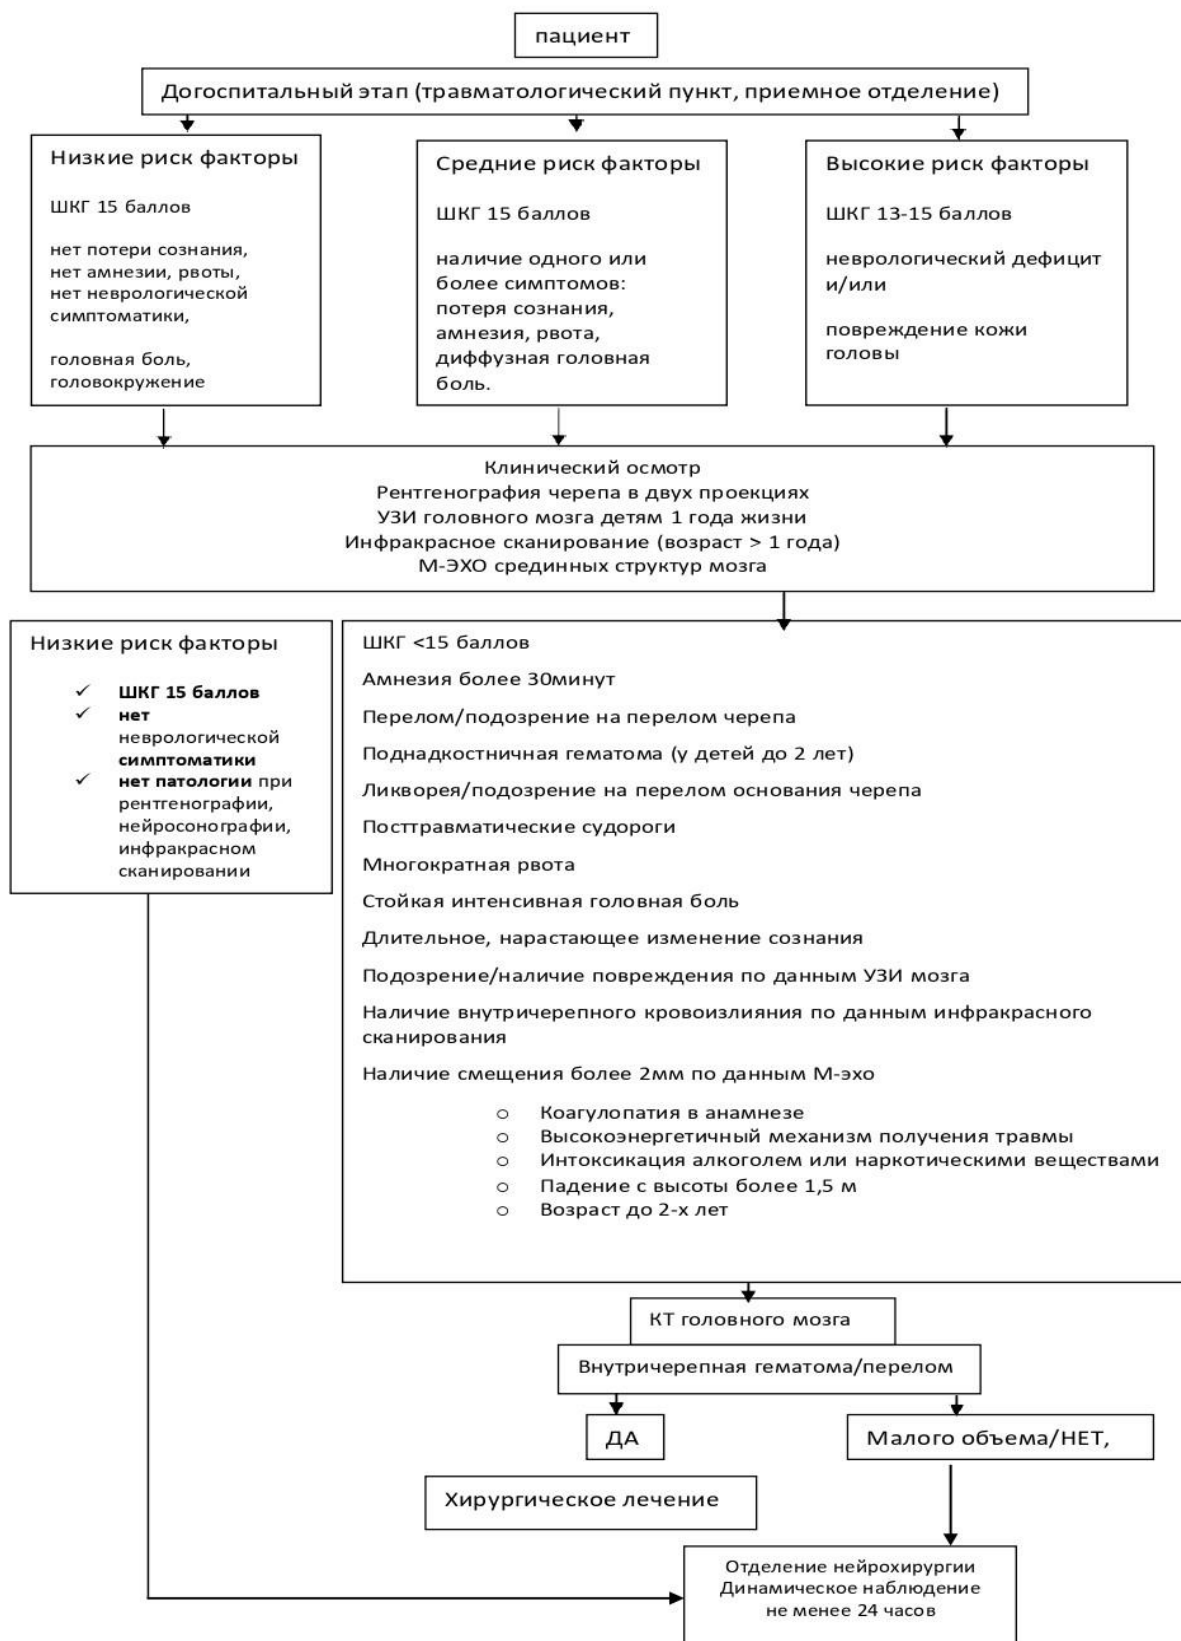 пациент
Догоспитальный этап (травматологический пункт, приемное отделение)
Низкие риск факторы
ШКГ 15 баллов
нет потери сознания,
нет амнезии, рвоты,
нет неврологической
симптоматики,
головная боль,
головокружение
Средние риск факторы
ШКГ 15 баллов
наличие одного или
более симптомов:
потеря сознания,
амнезия, рвота,
диффузная головная
боль.
Высокие риск факторы
ШКГ 13-15 баллов
неврологический дефицит
и/или
повреждение кожи
головы
Клинический осмотр
Рентгенография черепа в двух проекциях
УЗИ головного мозга детям 1 года жизни
Инфракрасное сканирование (возраст > 1 года)
М-ЭХО срединных структур мозга
Низкие риск факторы
✓ ШКГ 15 баллов
✓ нет
неврологической
симптоматики
✓ нет патологии при
рентгенографии,
нейросонографии,
инфракрасном
сканировании
ШКГ <15 баллов
Амнезия более 30минут
Перелом/подозрение на перелом черепа
Поднадкостничная гематома (у детей до 2 лет)
Ликворея/подозрение на перелом основания черепа
Посттравматические судороги
Многократная рвота
Стойкая интенсивная головная боль
Длительное, нарастающее изменение сознания
Подозрение/наличие повреждения по данным УЗИ мозга
Наличие внутричерепного кровоизлияния по данным инфракрасного
сканирования
Наличие смещения более 2мм по данным М-эхо
o Коагулопатия в анамнезе
o Высокоэнергетичный механизм получения травмы
o Интоксикация алкоголем или наркотическими веществами
o Падение с высоты более 1,5 м
o Возраст до 2-х лет
КТ головного мозга
Внутричерепная гематома/перелом
ДА
Малого объема/НЕТ,
Хирургическое лечение
Отделение нейрохирургии
Динамическое наблюдение
не менее 24 часов